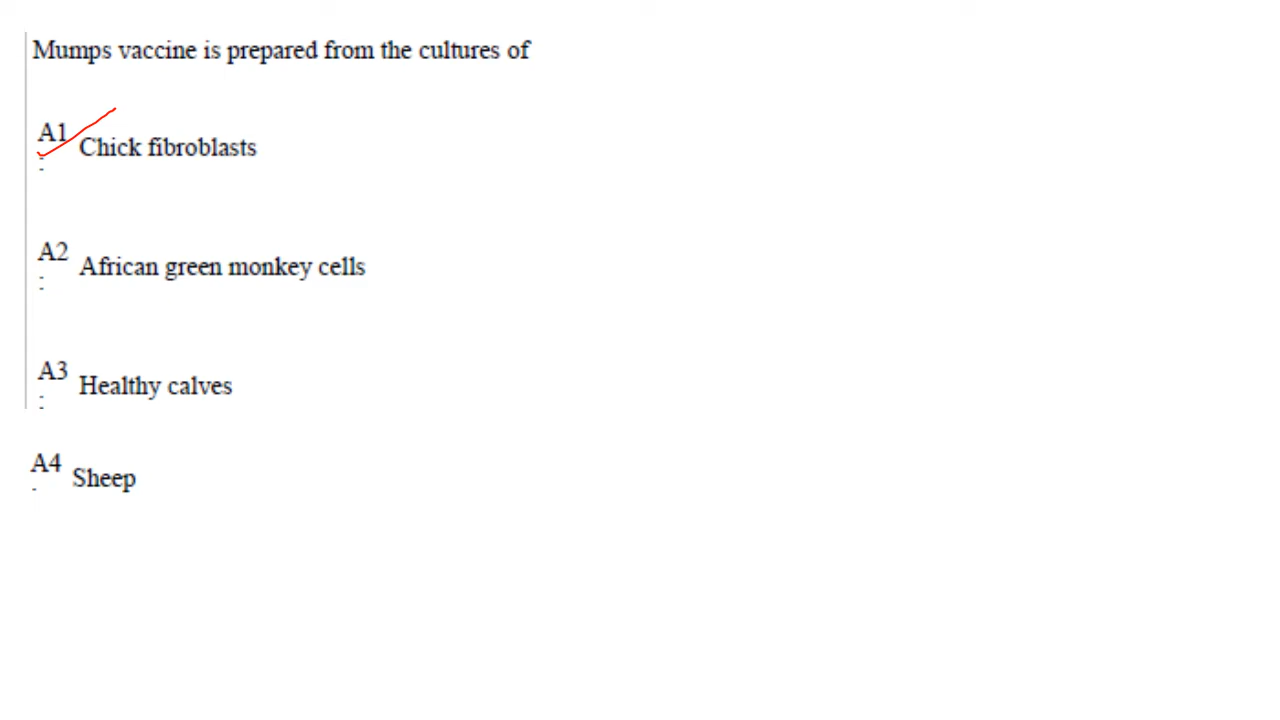 Mumps vaccine is prepared from the cultures of
A1
:
Chick fibroblasts
A2
:
African green monkey cells
A3
:
Healthy calves
A4
.
Sheep